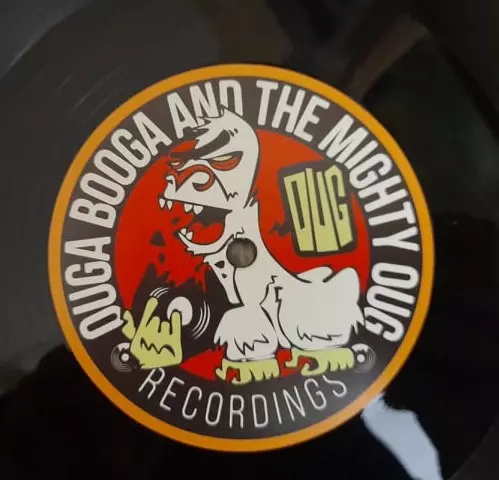 OUGA BOOGA AND THE MIGHTY OUG
OUG
RECORDINGS